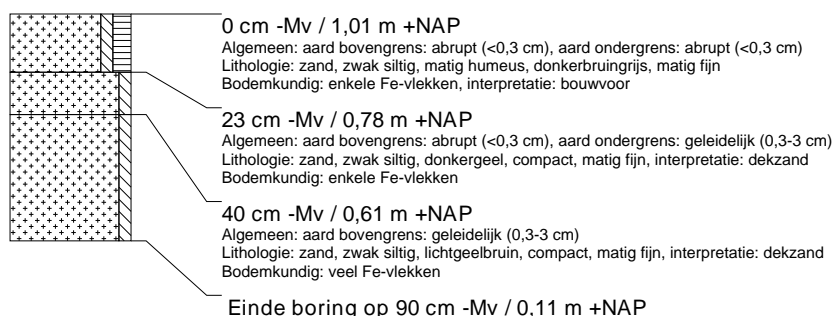 0 cm -Mv / 1,01 m +NAP
Algemeen: aard bovengrens: abrupt (<0,3 cm), aard ondergrens: abrupt (<0,3 cm)
Lithologie: zand, zwak siltig, matig humeus, donkerbruingrijs, matig fijn
Bodemkundig: enkele Fe-vlekken, interpretatie: bouwvoor
23 cm -Mv / 0,78 m +NAP
Algemeen: aard bovengrens: abrupt (<0,3 cm), aard ondergrens: geleidelijk (0,3-3 cm)
Lithologie: zand, zwak siltig, donkergeel, compact, matig fijn, interpretatie: dekzand
Bodemkundig: enkele Fe-vlekken
40 cm -Mv / 0,61 m +NAP
Algemeen: aard bovengrens: geleidelijk (0,3-3 cm)
Lithologie: zand, zwak siltig, lichtgeelbruin, compact, matig fijn, interpretatie: dekzand
Bodemkundig: veel Fe-vlekken
Einde boring op 90 cm -Mv / 0,11 m +NAP